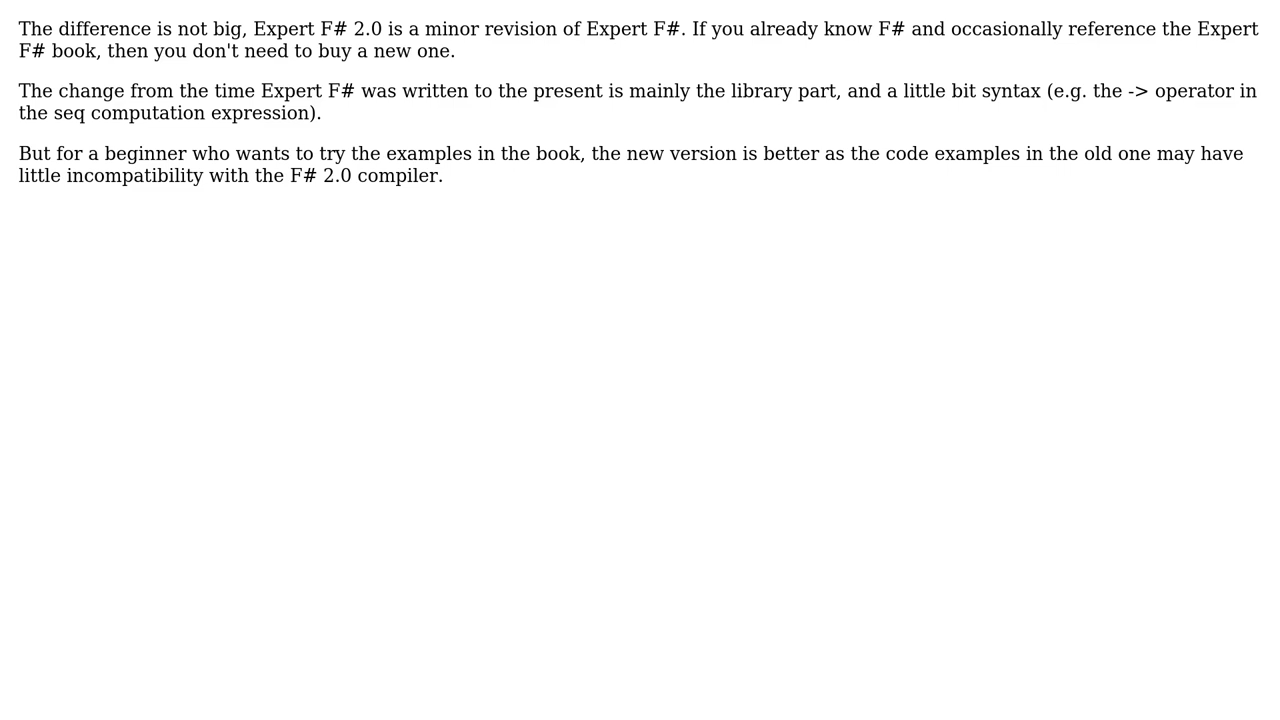 The difference is not big, Expert F# 2.0 is a minor revision of Expert F#. If you already know F# and occasionally reference the Expert
F# book, then you don't need to buy a new one.
The change from the time Expert F# was written to the present is mainly the library part, and a little bit syntax (e.g. the -> operator in
the seq computation expression).
But for a beginner who wants to try the examples in the book, the new version is better as the code examples in the old one may have
little incompatibility with the F# 2.0 compiler.